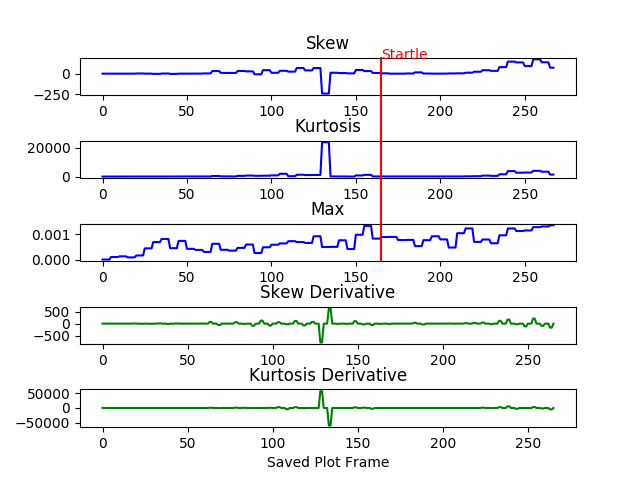 Skew
Startle
0
−250
0 50 100 150 200 250
Kurtosis
20000
0
0 50 100 150 200 250
Max
0.001
0.000
0 50 100 150 200 250
Skew Derivative
500
0
−500
0 50 100 150 200 250
Kurtosis Derivative
50000
0
−50000
0 50 100 150 200 250
Saved Plot Frame